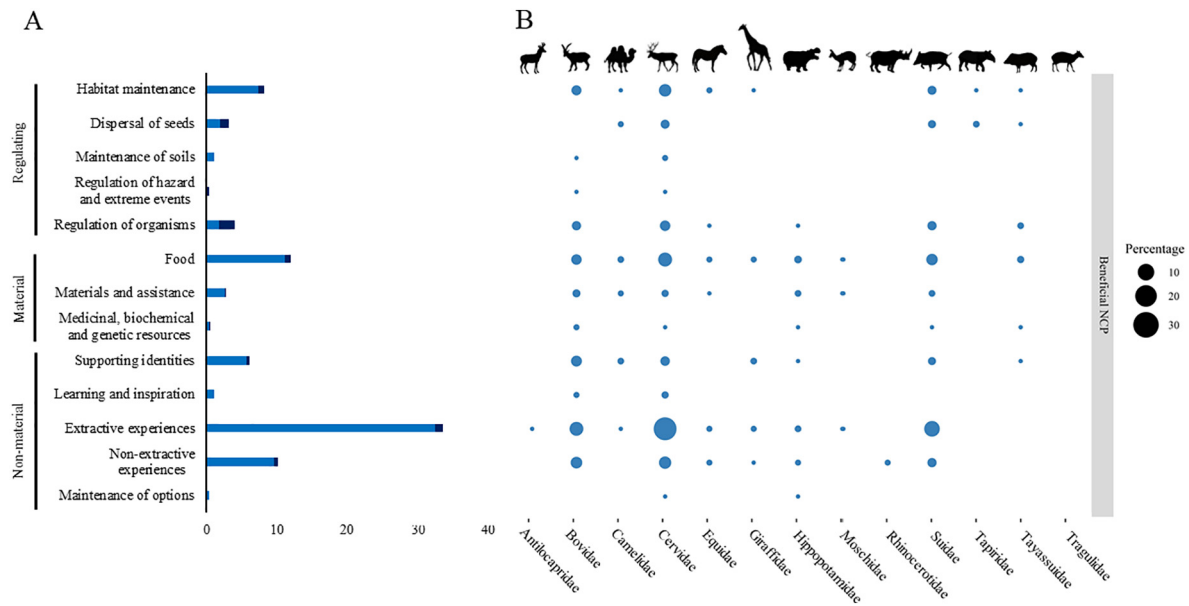 A
B
Regulating
Habitat maintenance
Dispersal of seeds
Maintenance of soils
Regulation of hazard
and extreme events
Regulation of organisms
Material
Food
Materials and assistance
Medicinal, biochemical
and genetic resources
Non-material
Supporting identities
Learning and inspiration
Extractive experiences
Non-extractive
experiences
Maintenance of options
0
10
20
30
40
Antilocapridae
Bovidae
Camelidae
Cervidae
Equidae
Giraffidae
Hippopotamidae
Moschidae
Rhinocerotidae
Suidae
Tapiridae
Tayassuidae
Tragulidae
Beneficial NCP
Percentage
10
20
30